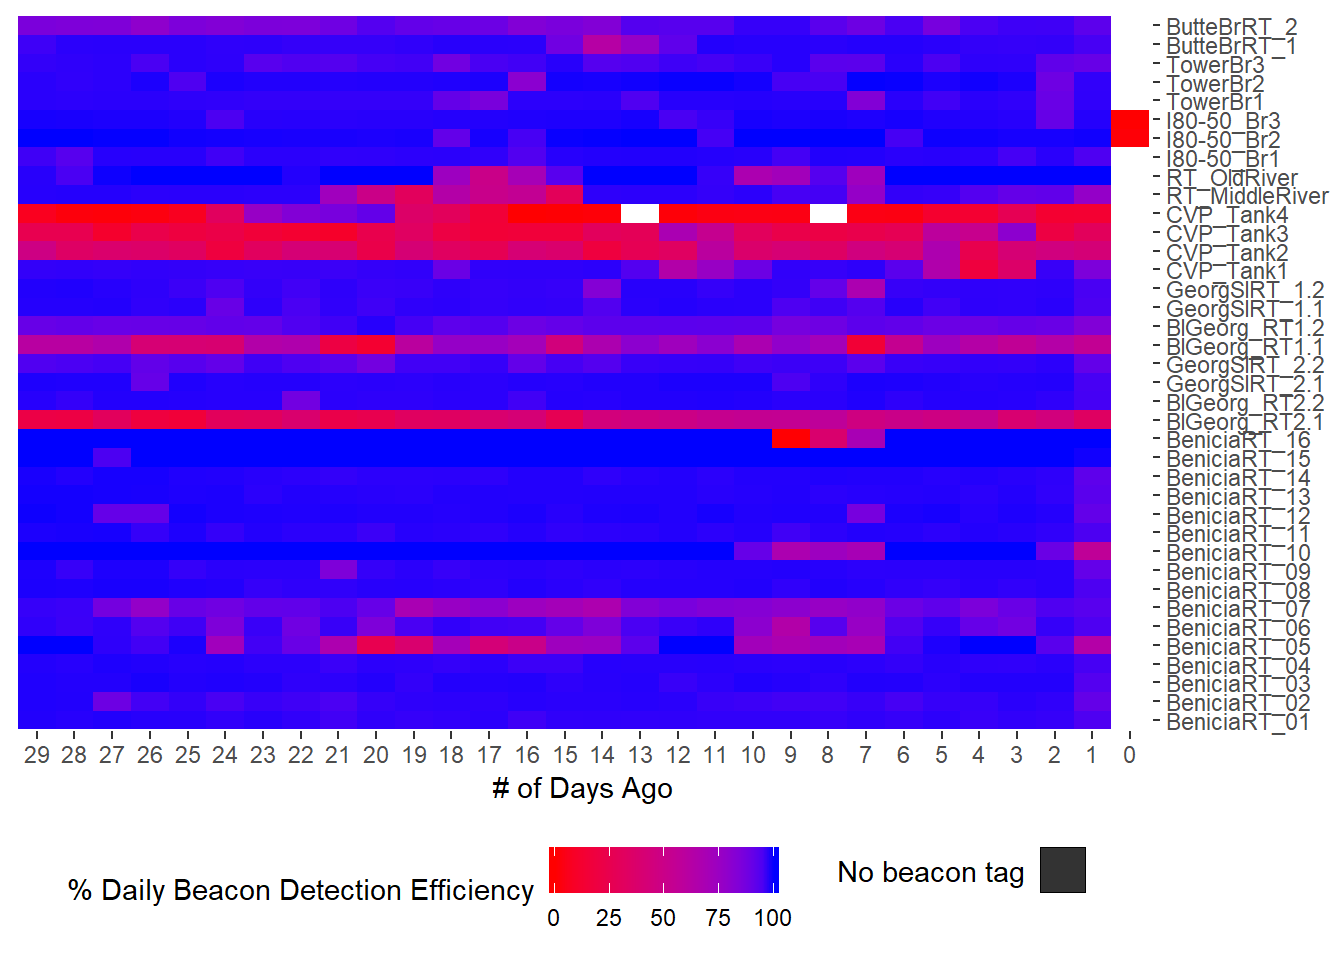 ButteBrRT_2
ButteBrRT_1
TowerBr3
TowerBr2
TowerBr1
I80-50_Br3
I80-50_Br2
I80-50_Br1
RT_OldRiver
RT_MiddleRiver
CVP_Tank4
CVP_Tank3
CVP_Tank2
CVP_Tank1
GeorgSlRT_1.2
GeorgSlRT_1.1
BlGeorg_RT1.2
BlGeorg_RT1.1
GeorgSlRT_2.2
GeorgSlRT_2.1
BlGeorg_RT2.2
BlGeorg_RT2.1
BeniciaRT_16
BeniciaRT_15
BeniciaRT_14
BeniciaRT_13
BeniciaRT_12
BeniciaRT_11
BeniciaRT_10
BeniciaRT_09
BeniciaRT_08
BeniciaRT_07
BeniciaRT_06
BeniciaRT_05
BeniciaRT_04
BeniciaRT_03
BeniciaRT_02
BeniciaRT_01
29 28 27 26 25 24 23 22 21 20 19 18 17 16 15 14 13 12 11 10 9 8 7 6 5 4 3 2 1 0
# of Days Ago
% Daily Beacon Detection Efficiency
0 25 50 75 100
No beacon tag